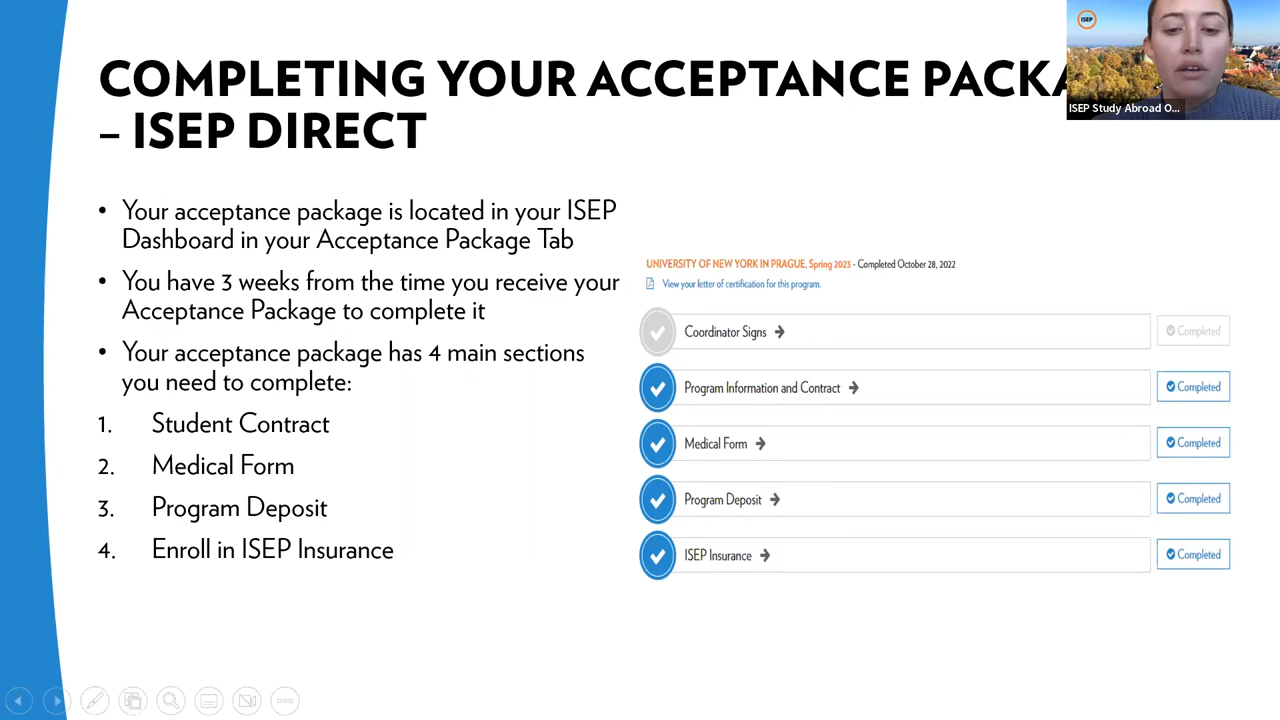 COMPLETING YOUR ACCEPTANCE
– ISEP DIRECT
ISEP
ISEP Study Abroad O...
• Your acceptance package is located in your ISEP
Dashboard in your Acceptance Package Tab
• You have 3 weeks from the time you receive your
Acceptance Package to complete it
• Your acceptance package has 4 main sections
you need to complete:
1. Student Contract
2. Medical Form
3. Program Deposit
4. Enroll in ISEP Insurance
UNIVERSITY OF NEW YORK IN PRAGUE, Spring 2023 - Completed October 28, 2022
View your letter of certification for this program.
Coordinator Signs → Completed
Program Information and Contract → Completed
Medical Form → Completed
Program Deposit → Completed
ISEP Insurance → Completed